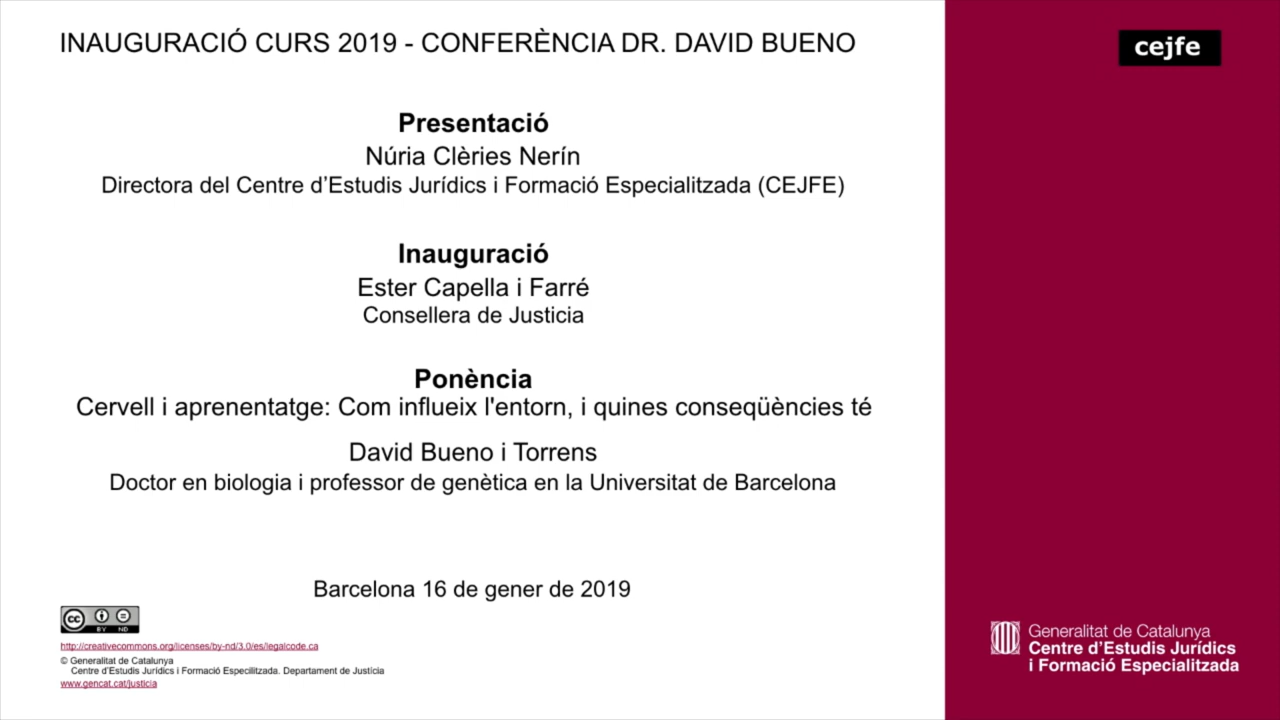 INAUGURACIÓ CURS 2019 - CONFERÈNCIA DR. DAVID BUENO
cejfe
Presentació
Núria Clèries Nerín
Directora del Centre d’Estudis Jurídics i Formació Especialitzada (CEJFE)
Inauguració
Ester Capella i Farré
Consellera de Justicia
Ponència
Cervell i aprenentatge: Com influeix l'entorn, i quines conseqüències té
David Bueno i Torrens
Doctor en biologia i professor de genètica en la Universitat de Barcelona
Barcelona 16 de gener de 2019
cc BY ND
http://creativecommons.org/licenses/by-nd/3.0/es/legalcode.ca
© Generalitat de Catalunya
Centre d’Estudis Jurídics i Formació Especilitzada. Departament de Justícia
www.gencat.cat/justicia
Generalitat de Catalunya
Centre d’Estudis Jurídics
i Formació Especialitzada